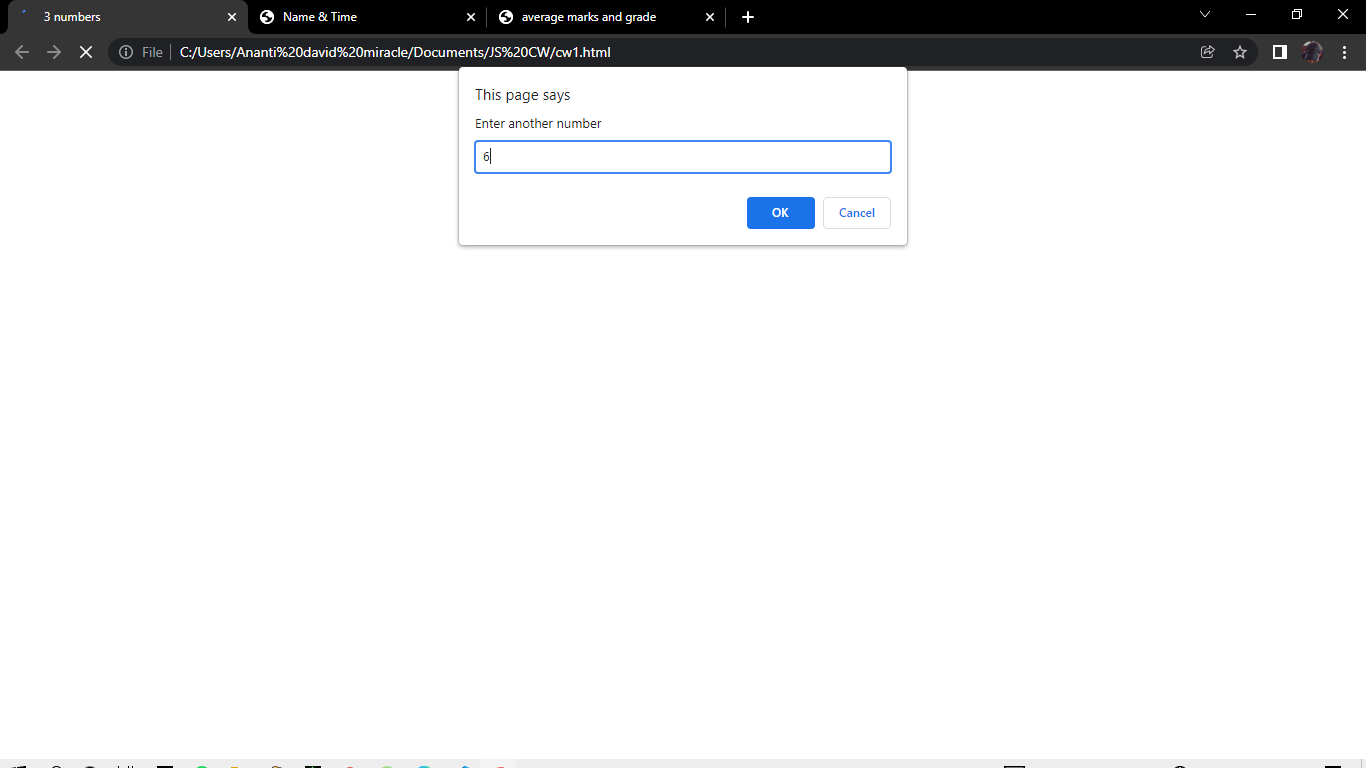 3 numbers
Name & Time
average marks and grade
File
C:/Users/Ananti%20david%20miracle/Documents/JS%20CW/cw1.html
This page says
Enter another number
6
OK
Cancel